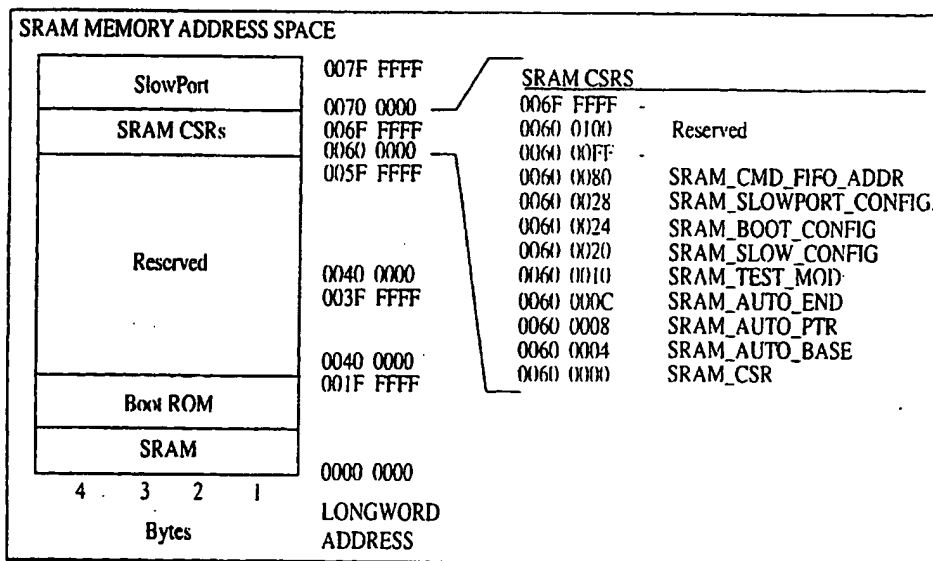 SRAM MEMORY ADDRESS SPACE
SlowPort
SRAM CSRs
Reserved
Boot ROM
SRAM
4 3 2 1
Bytes
007F FFFF
0070 0000
006F FFFF
0060 0000
005F FFFF
0040 0000
003F FFFF
0040 0000
001F FFFF
0000 0000
LONGWORD
ADDRESS
SRAM CSRS
006F FFFF
0060 0100 Reserved
0060 00FF
0060 0080 SRAM_CMD_FIFO_ADDR
0060 0028 SRAM_SLOWPORT_CONFIG
0060 0024 SRAM_BOOT_CONFIG
0060 0020 SRAM_SLOW_CONFIG
0060 0010 SRAM_TEST_MOD
0060 000C SRAM_AUTO_END
0060 0008 SRAM_AUTO_PTR
0060 0004 SRAM_AUTO_BASE
0060 0000 SRAM_CSR